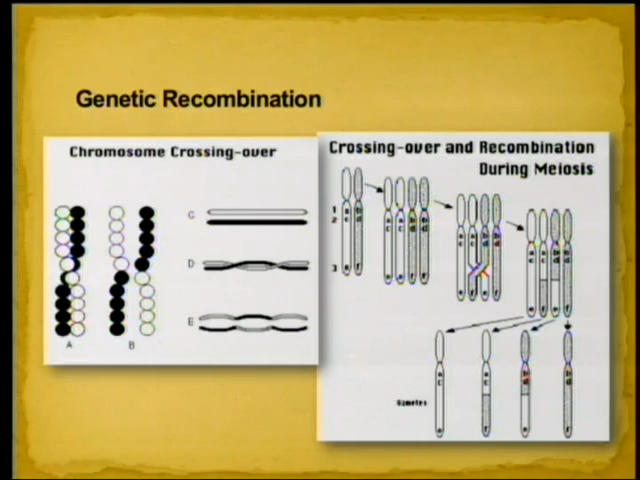 Genetic Recombination
Chromosome Crossing-over
C
D
E
A B
Crossing-over and Recombination
During Meiosis
1
2
3
a
c
e
b
d
f
Gametes